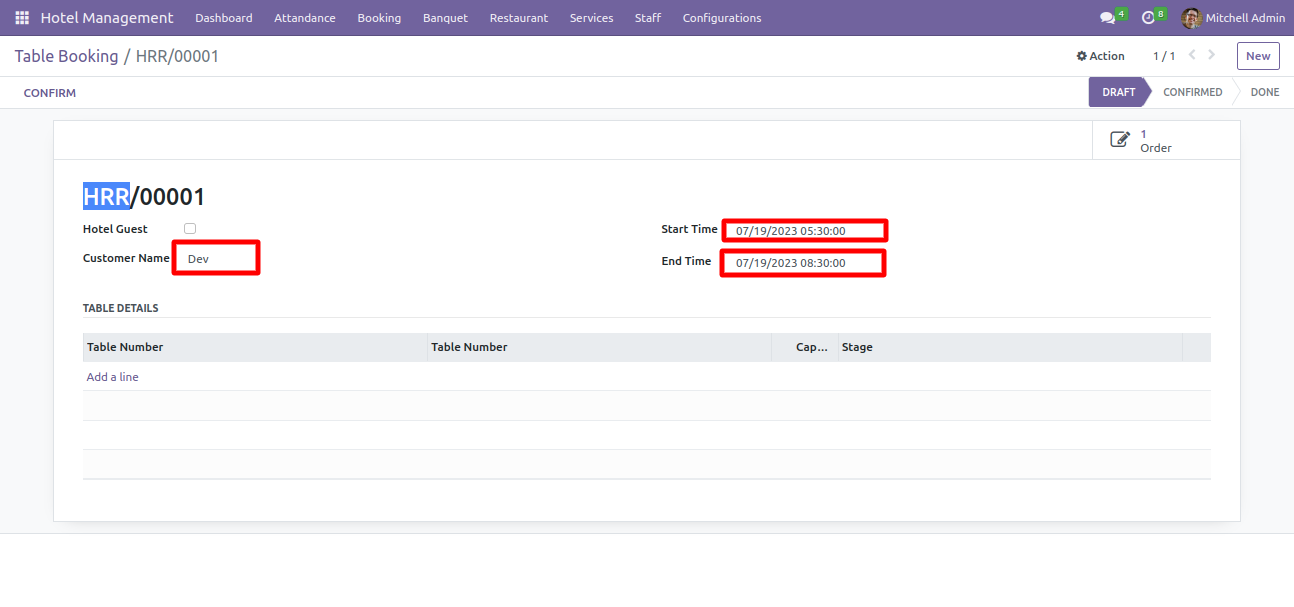 Hotel Management Dashboard Attendance Booking Banquet Restaurant Services Staff Configurations 4 8 Mitchell Admin
Table Booking / HRR/00001 Action 1 / 1 New
CONFIRM DRAFT CONFIRMED DONE
1
Order
HRR/00001
Hotel Guest Start Time 07/19/2023 05:30:00
Customer Name Dev End Time 07/19/2023 08:30:00
TABLE DETAILS
Table Number Table Number Cap... Stage
Add a line